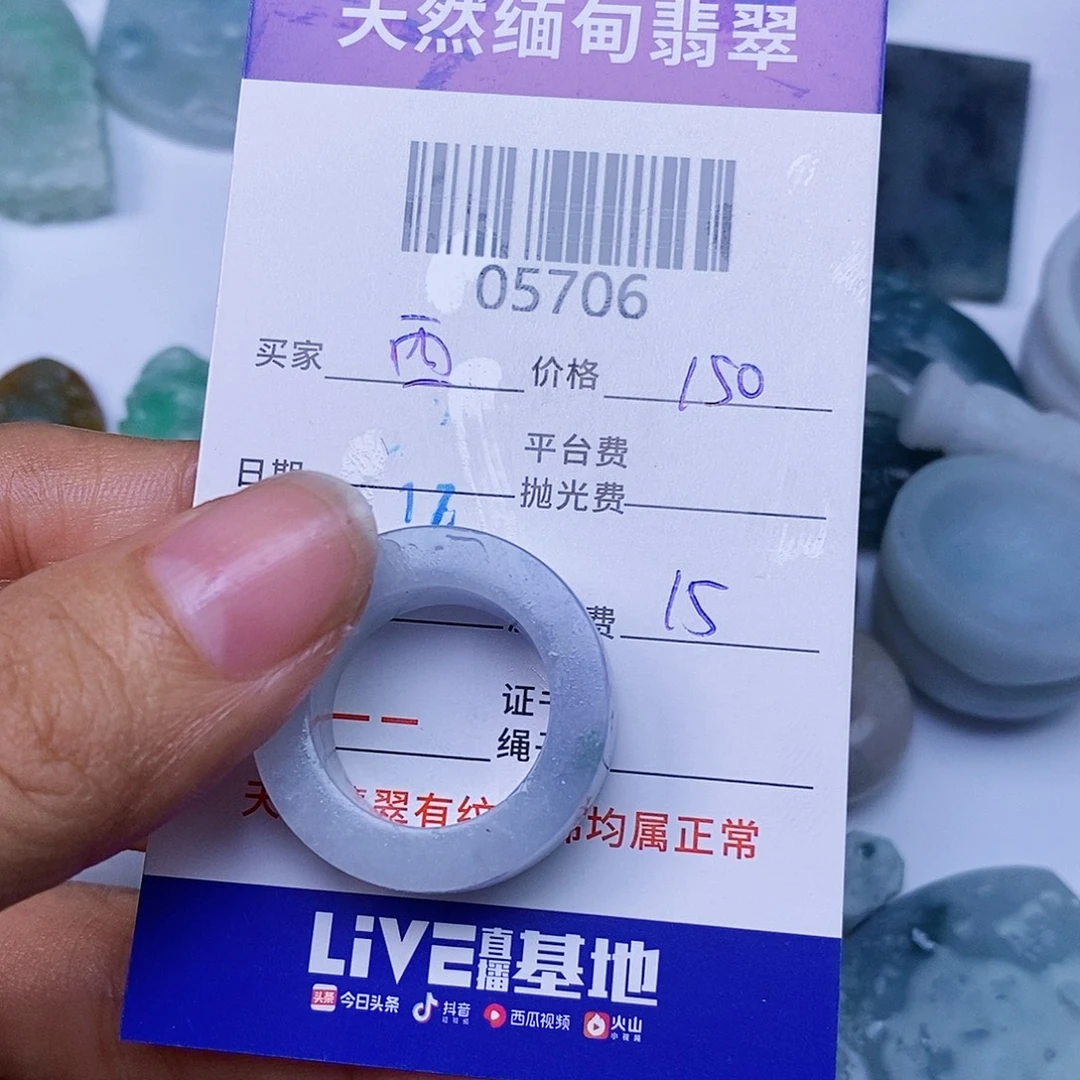 天然缅甸翡翠
05706
买家 西 价格 150
平台费
日期 12 抛光费
费 15
证
绳
天 翡翠有纹 均属正常
LiVE直播基地
头条 今日头条 抖音 西瓜视频 火山